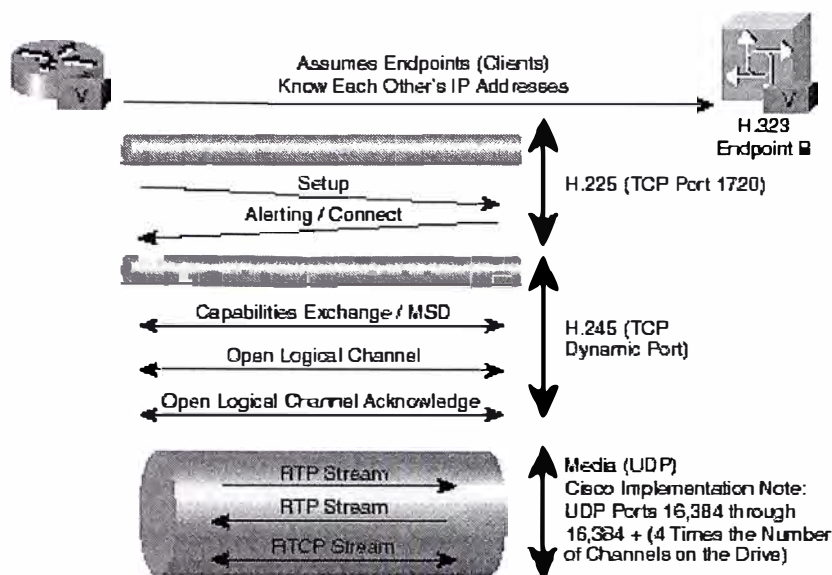 Assumes Endpoints (Clients)
Know Each Other's IP Addresses
V
V
H.323
Endpoint B
Setup
Alerting / Connect
H.225 (TCP Port 1720)
Capabilities Exchange / MSD
Open Logical Channel
Open Logical Channel Acknowledge
H.245 (TCP
Dynamic Port)
RTP Stream
RTP Stream
RTCP Stream
Media (UDP)
Cisco Implementation Note:
UDP Ports 16,384 through
16,384 + (4 Times the Number
of Channels on the Drive)